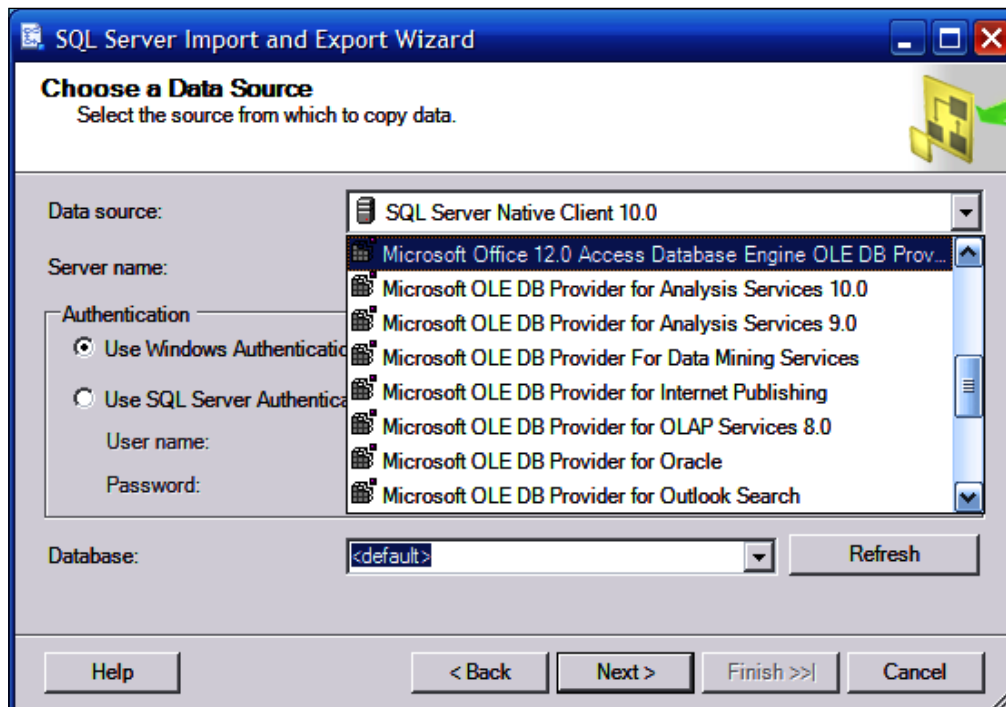 SQL Server Import and Export Wizard
Choose a Data Source
Select the source from which to copy data.
Data source:
SQL Server Native Client 10.0
Microsoft Office 12.0 Access Database Engine OLE DB Prov...
Server name:
Microsoft OLE DB Provider for Analysis Services 10.0
Authentication
Microsoft OLE DB Provider for Analysis Services 9.0
Use Windows Authenticatio
Microsoft OLE DB Provider For Data Mining Services
Use SQL Server Authentica
Microsoft OLE DB Provider for Internet Publishing
User name:
Microsoft OLE DB Provider for OLAP Services 8.0
Microsoft OLE DB Provider for Oracle
Password:
Microsoft OLE DB Provider for Outlook Search
Database:
<default>
Refresh
Help
< Back
Next >
Finish >>|
Cancel